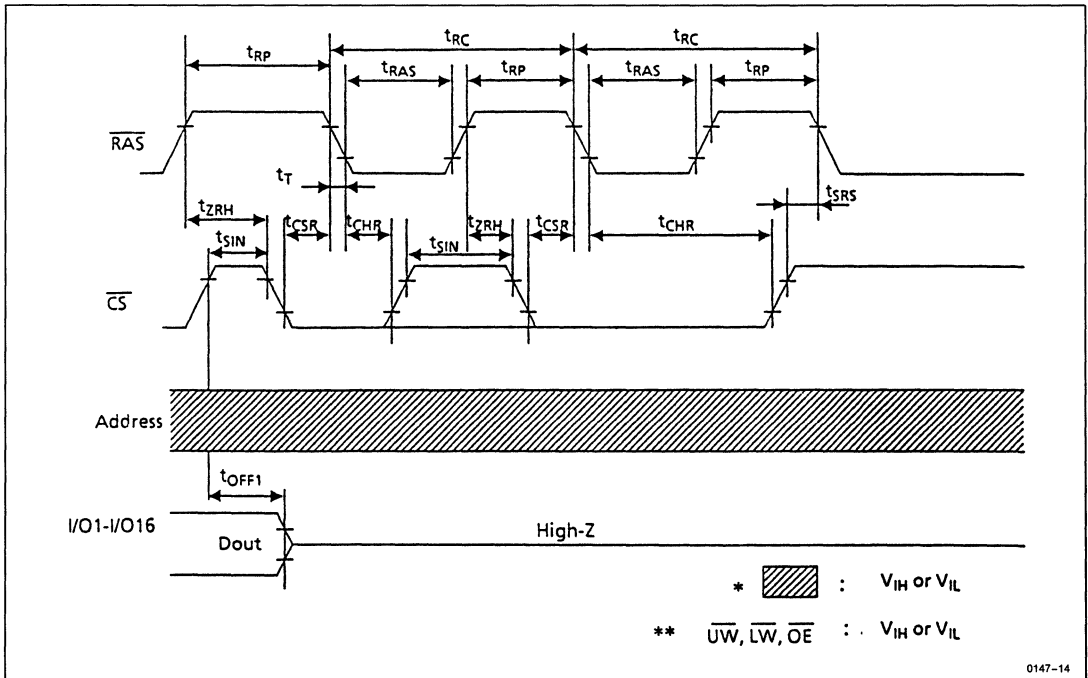 tRP tRC tRC
tRAS tRP tRAS tRP
RAS
tT
tSRS
tZRH tCSR tCHR tZRH tCSR tCHR
tSIN tSIN
CS
Address
tOFF1
I/O1-I/O16
Dout High-Z
* : VIH or VIL
** UW, LW, OE : VIH or VIL
0147-14